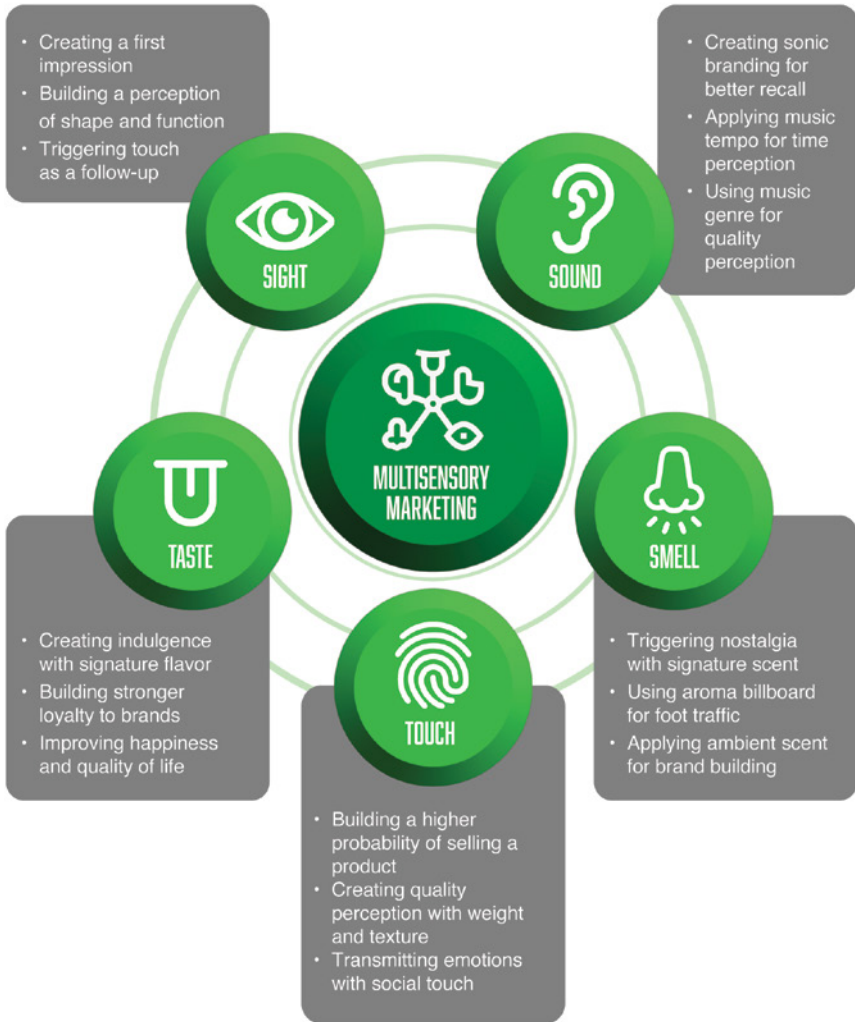 • Creating a first
impression
• Building a perception
of shape and function
• Triggering touch
as a follow-up
SIGHT
• Creating sonic
branding for
better recall
• Applying music
tempo for time
perception
• Using music
genre for
quality
perception
SOUND
MULTISENSORY
MARKETING
TASTE
• Creating indulgence
with signature flavor
• Building stronger
loyalty to brands
• Improving happiness
and quality of life
SMELL
• Triggering nostalgia
with signature scent
• Using aroma billboard
for foot traffic
• Applying ambient scent
for brand building
TOUCH
• Building a higher
probability of selling a
product
• Creating quality
perception with weight
and texture
• Transmitting emotions
with social touch